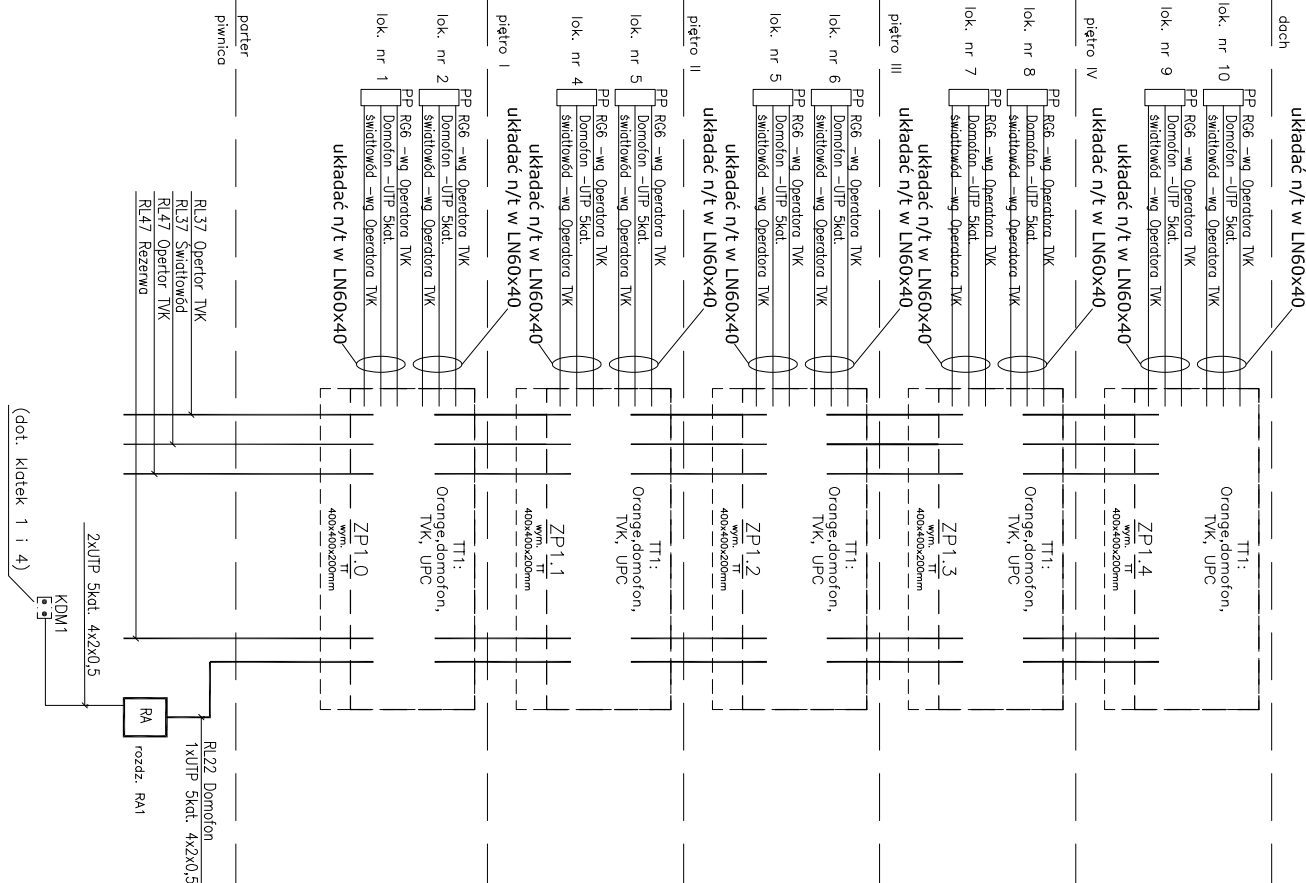 dach
układać n/t w LN60x40
lok. nr 10
PP
RG6 -wg Operatora TVK
Domofon -UTP 5kat.
światłowód -wg Operatora TVK
lok. nr 9
PP
RG6 -wg Operatora TVK
Domofon -UTP 5kat.
światłowód -wg Operatora TVK
układać n/t w LN60x40
TT1:
Orange,domofon,
TVK, UPC
ZP1.4
wym. TT
400x400x200mm
piętro IV
układać n/t w LN60x40
lok. nr 8
PP
RG6 -wg Operatora TVK
Domofon -UTP 5kat.
światłowód -wg Operatora TVK
lok. nr 7
PP
RG6 -wg Operatora TVK
Domofon -UTP 5kat.
światłowód -wg Operatora TVK
układać n/t w LN60x40
TT1:
Orange,domofon,
TVK, UPC
ZP1.3
wym. TT
400x400x200mm
piętro III
układać n/t w LN60x40
lok. nr 6
PP
RG6 -wg Operatora TVK
Domofon -UTP 5kat.
światłowód -wg Operatora TVK
lok. nr 5
PP
RG6 -wg Operatora TVK
Domofon -UTP 5kat.
światłowód -wg Operatora TVK
układać n/t w LN60x40
TT1:
Orange,domofon,
TVK, UPC
ZP1.2
wym. TT
400x400x200mm
piętro II
układać n/t w LN60x40
lok. nr 5
PP
RG6 -wg Operatora TVK
Domofon -UTP 5kat.
światłowód -wg Operatora TVK
lok. nr 4
PP
RG6 -wg Operatora TVK
Domofon -UTP 5kat.
światłowód -wg Operatora TVK
układać n/t w LN60x40
TT1:
Orange,domofon,
TVK, UPC
ZP1.1
wym. TT
400x400x200mm
piętro I
układać n/t w LN60x40
lok. nr 2
PP
RG6 -wg Operatora TVK
Domofon -UTP 5kat.
światłowód -wg Operatora TVK
lok. nr 1
PP
RG6 -wg Operatora TVK
Domofon -UTP 5kat.
światłowód -wg Operatora TVK
układać n/t w LN60x40
TT1:
Orange,domofon,
TVK, UPC
ZP1.0
wym. TT
400x400x200mm
parter
piwnica
RL37 Opertor TVK
RL37 Światłowód
RL47 Opertor TVK
RL47 Rezerwa
RL22 Domofon
1xUTP 5kat. 4x2x0,5
RA
rozdz. RA1
2xUTP 5kat. 4x2x0,5
KDM1
(dot. klatek 1 i 4)